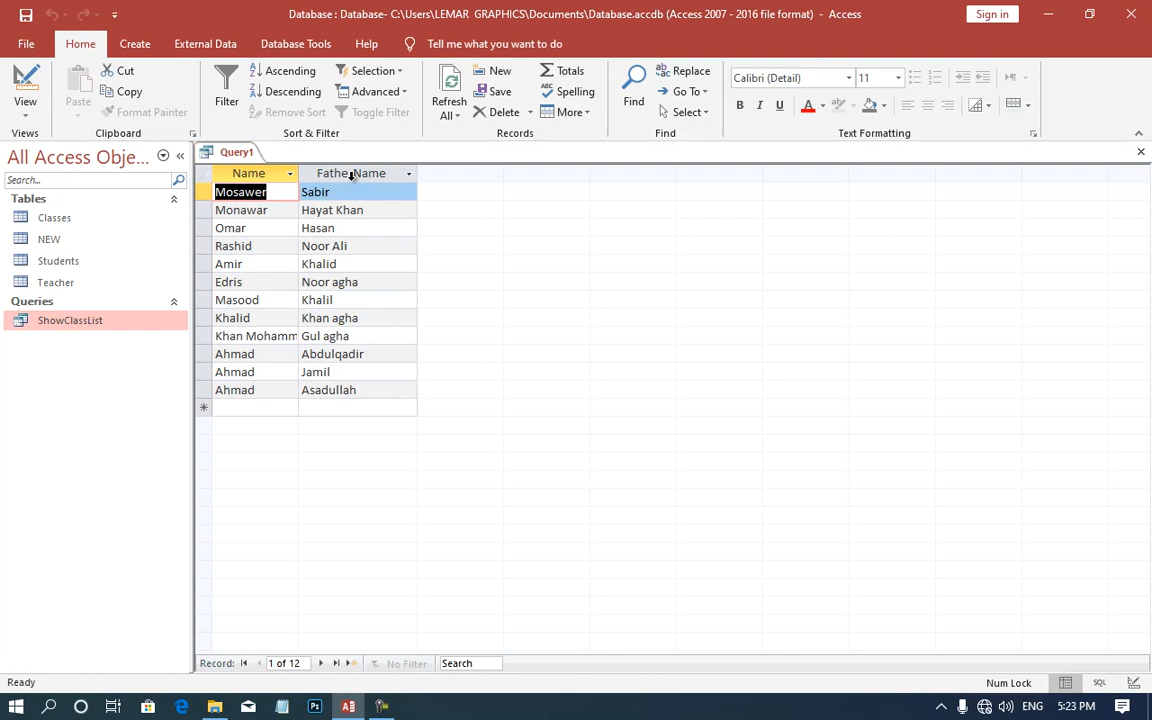 Database : Database- C:\Users\LEMAR GRAPHICS\Documents\Database.accdb (Access 2007 - 2016 file format) - Access
Sign in
File Home Create External Data Database Tools Help Tell me what you want to do
View
Views
Paste
Cut
Copy
Format Painter
Clipboard
Filter
Ascending
Descending
Remove Sort
Selection
Advanced
Toggle Filter
Sort & Filter
Refresh
All
New
Save
Delete
Totals
Spelling
More
Records
Find
Replace
Go To
Select
Find
Calibri (Detail) 11
B I U
Text Formatting
All Access Obje...
Search...
Tables
Classes
NEW
Students
Teacher
Queries
ShowClassList
Query1
Name Father Name
Mosawer Sabir
Monawar Hayat Khan
Omar Hasan
Rashid Noor Ali
Amir Khalid
Edris Noor agha
Masood Khalil
Khalid Khan agha
Khan Mohamm Gul agha
Ahmad Abdulqadir
Ahmad Jamil
Ahmad Asadullah
Record: 1 of 12 No Filter Search
Ready
Num Lock
SQL
ENG 5:23 PM